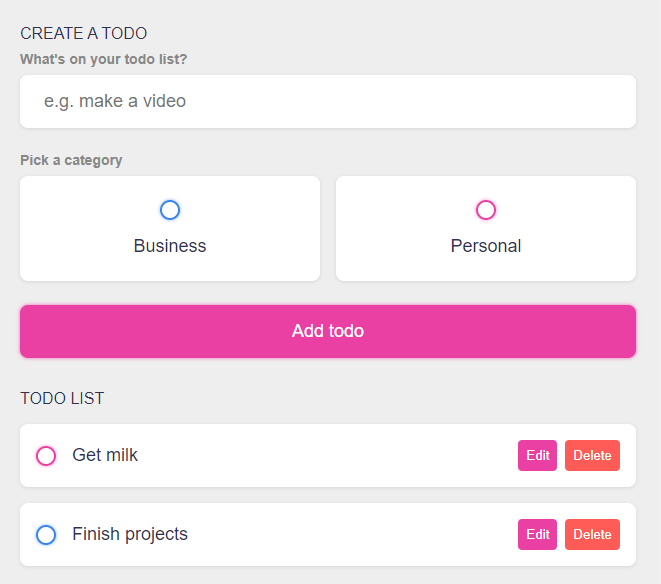 CREATE A TODO
What's on your todo list?
e.g. make a video
Pick a category
Business Personal
Add todo
TODO LIST
Get milk Edit Delete
Finish projects Edit Delete